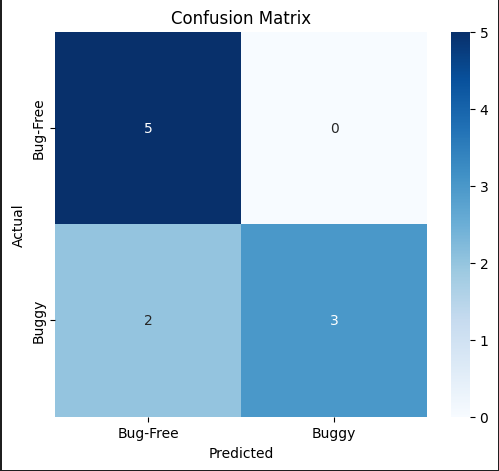 Confusion Matrix
Actual
Bug-Free
Buggy
5
0
2
3
Bug-Free
Buggy
Predicted
5
4
3
2
1
0